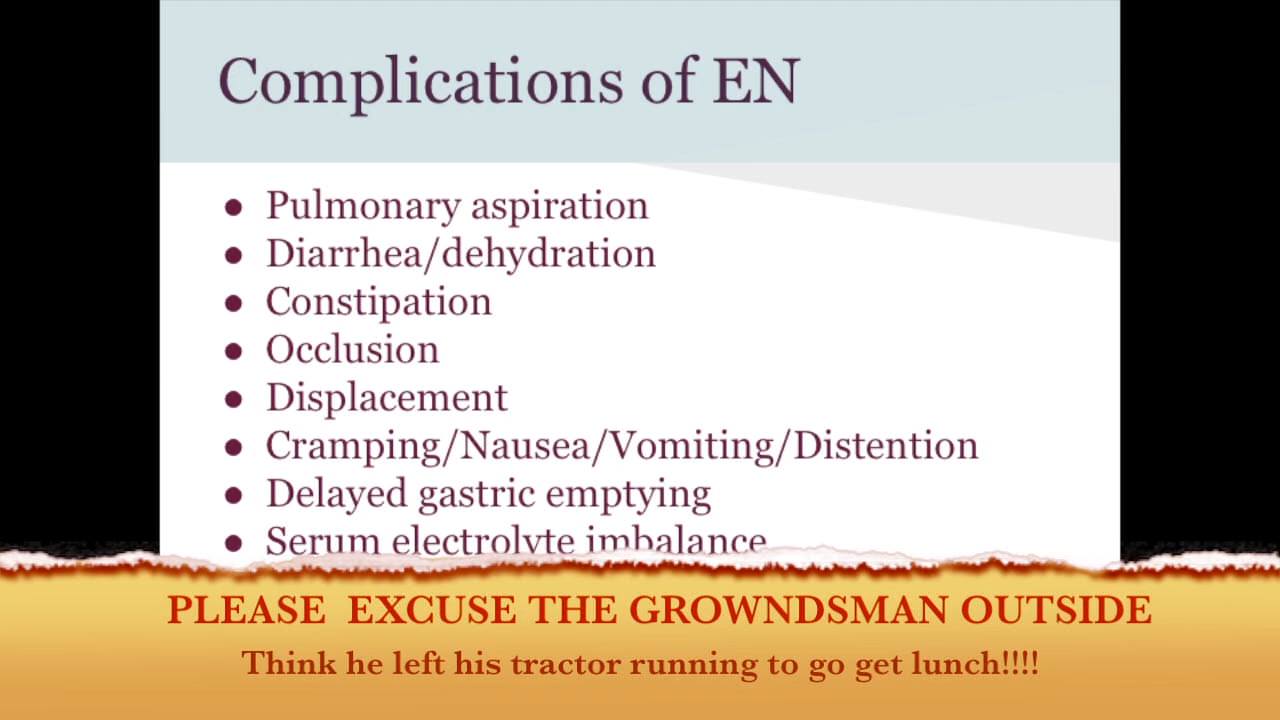 Complications of EN
● Pulmonary aspiration
● Diarrhea/dehydration
● Constipation
● Occlusion
● Displacement
● Cramping/Nausea/Vomiting/Distention
● Delayed gastric emptying
● Serum electrolyte imbalance
PLEASE EXCUSE THE GROWNDSMAN OUTSIDE
Think he left his tractor running to go get lunch!!!!